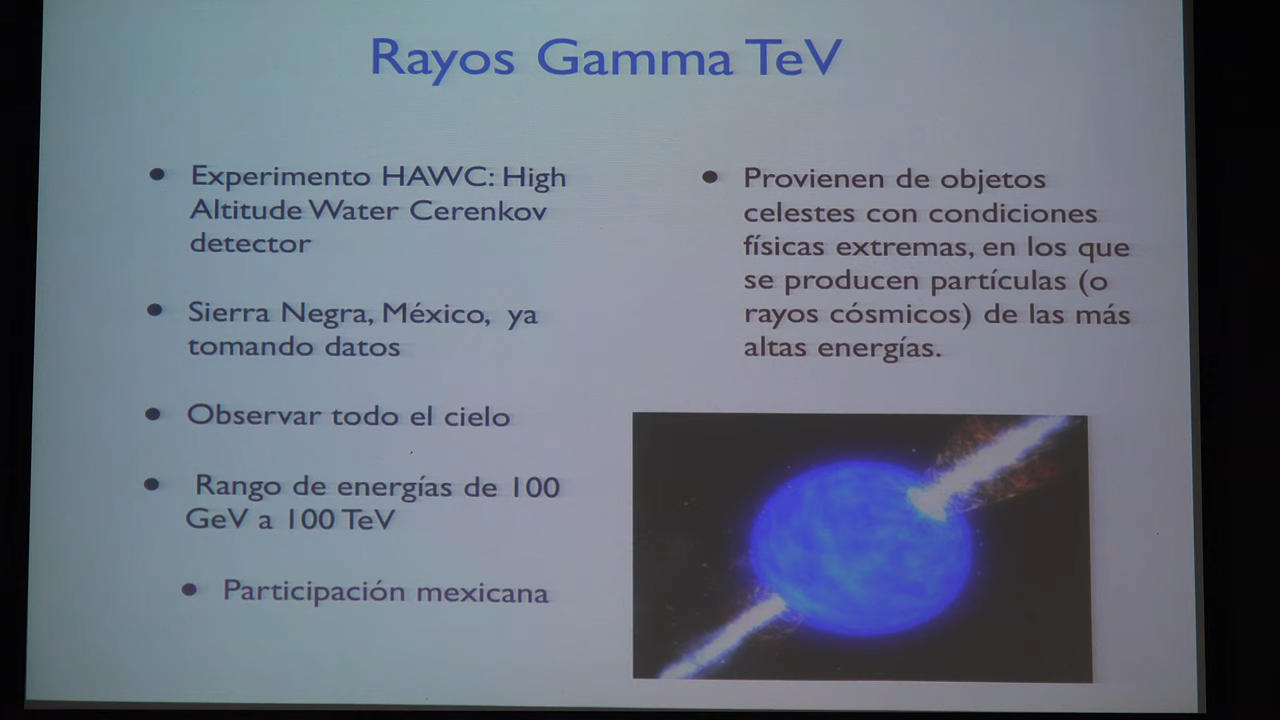 Rayos Gamma TeV
• Experimento HAWC: High
Altitude Water Cerenkov
detector
• Sierra Negra, México, ya
tomando datos
• Observar todo el cielo
• Rango de energías de 100
GeV a 100 TeV
• Participación mexicana
• Provienen de objetos
celestes con condiciones
físicas extremas, en los que
se producen partículas (o
rayos cósmicos) de las más
altas energías.